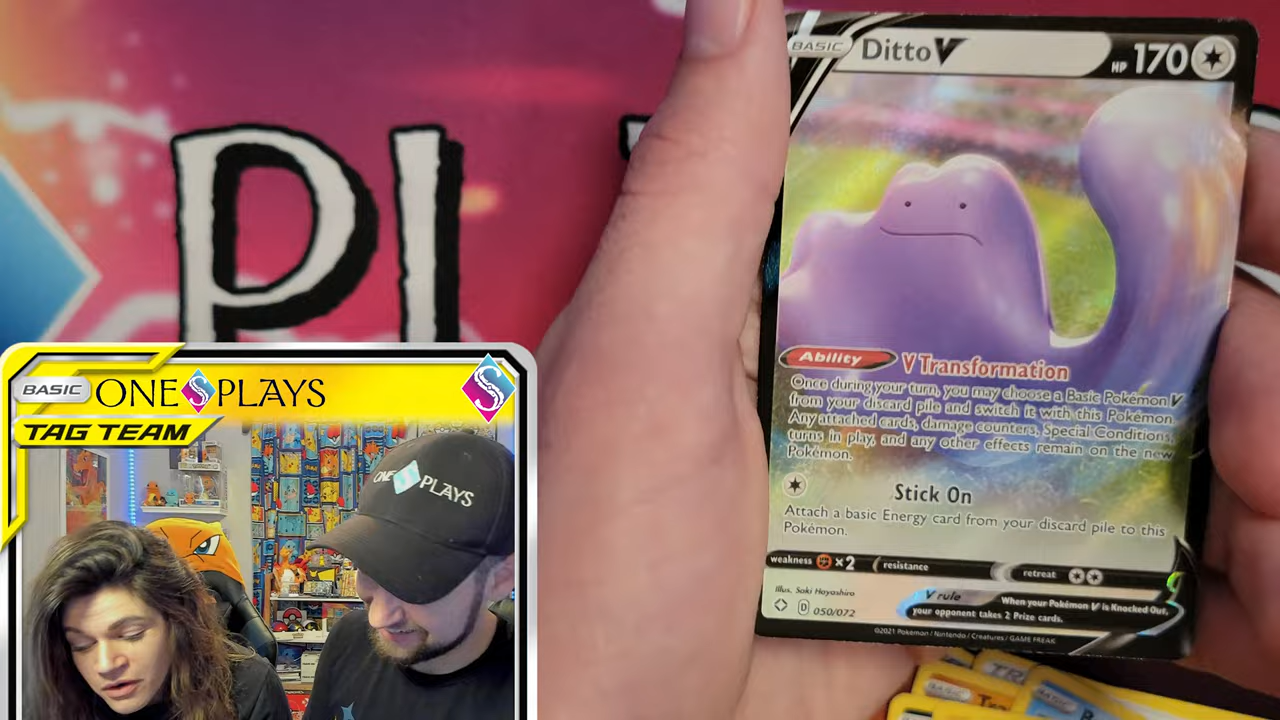 PL
BASIC
Ditto V
HP 170
Ability
V Transformation
Once during your turn, you may choose a Basic Pokémon V
from your discard pile and switch it with this Pokémon.
Any attached cards, damage counters, Special Conditions,
turns in play, and any other effects remain on the new
Pokémon.
Stick On
Attach a basic Energy card from your discard pile to this
Pokémon.
weakness ×2 resistance retreat
Illus. Saki Hayashiro
D 050/072
V rule When your Pokémon V is Knocked Out,
your opponent takes 2 Prize cards.
©2021 Pokémon / Nintendo / Creatures / GAME FREAK
BASIC ONE S PLAYS S
TAG TEAM
ONE PLAYS
BASIC
BASIC